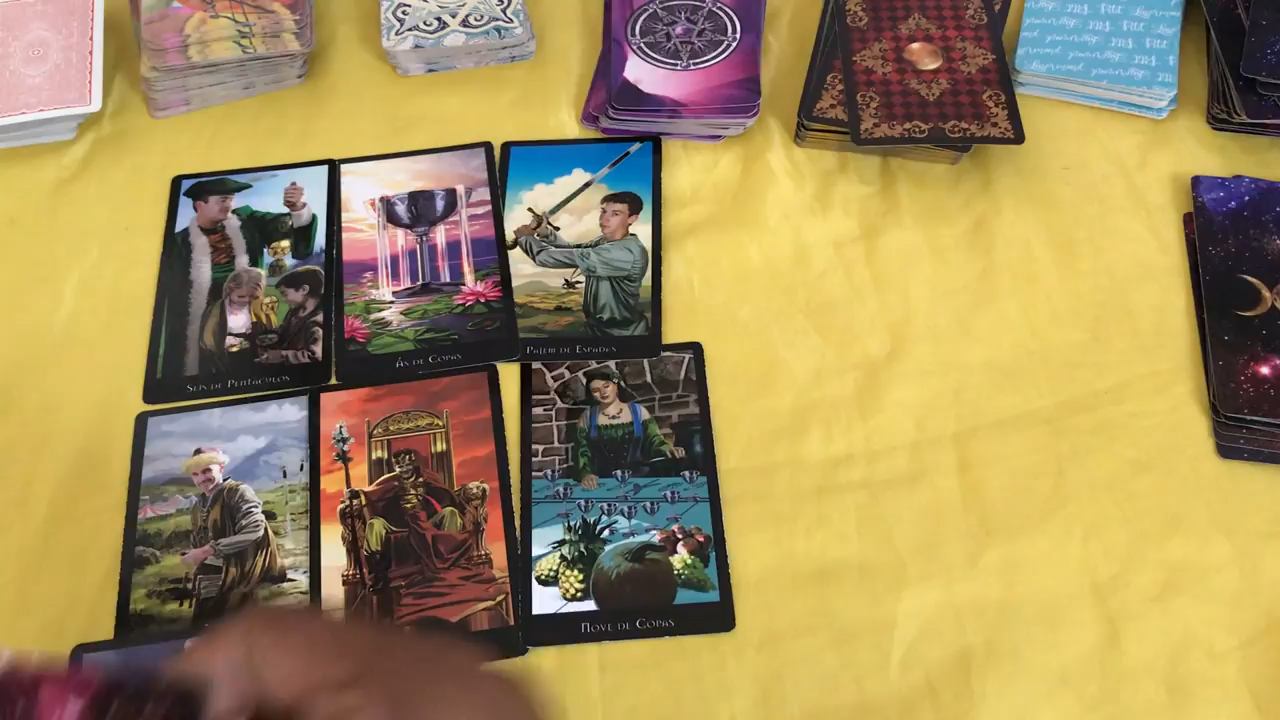 Seis de Pentáculos
Ás de Copas
Pajem de Espadas
Nove de Copas